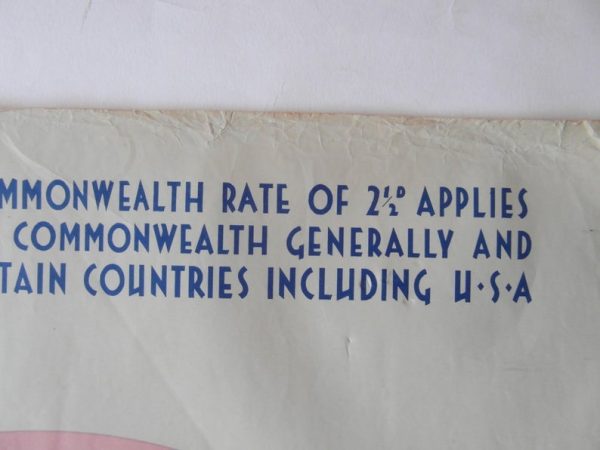 MMONWEALTH RATE OF 2½ᴰ APPLIES
COMMONWEALTH GENERALLY AND
TAIN COUNTRIES INCLUDING U·S·A